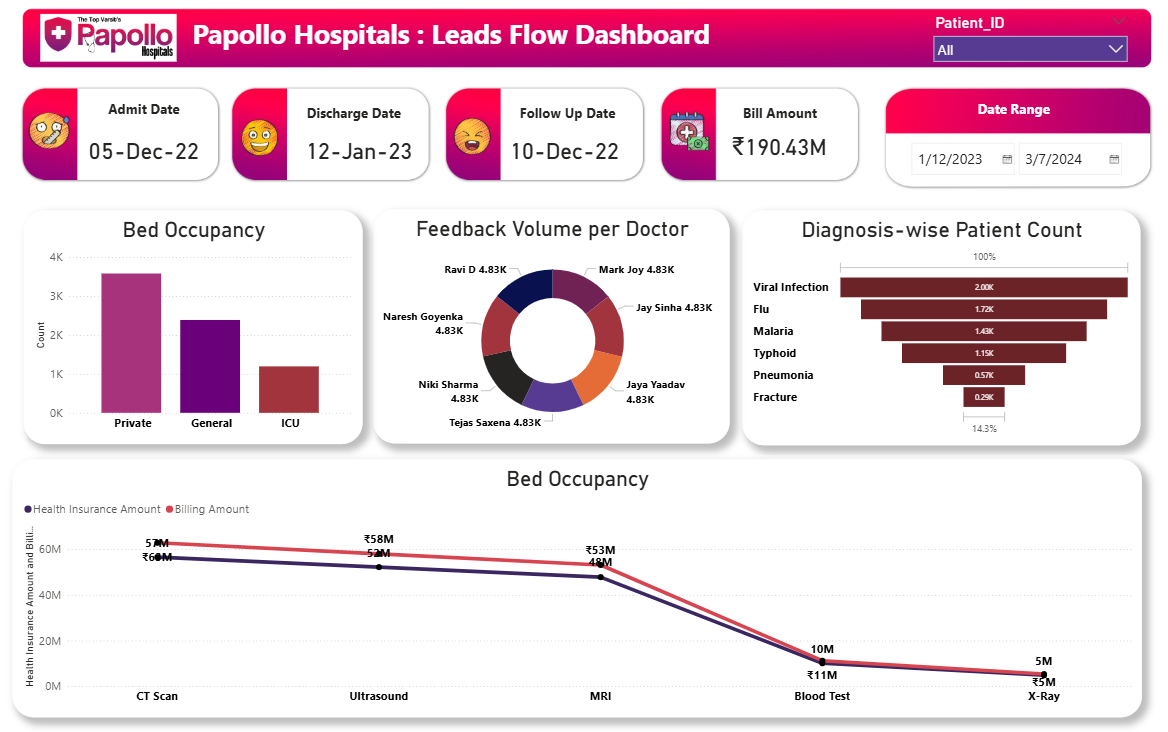 The Top Varsit's
Papollo
Hospitals
Papollo Hospitals : Leads Flow Dashboard
Patient_ID
All
Admit Date
05-Dec-22
Discharge Date
12-Jan-23
Follow Up Date
10-Dec-22
Bill Amount
₹190.43M
Date Range
1/12/2023
3/7/2024
Bed Occupancy
4K
3K
2K
1K
0K
Count
Private
General
ICU
Feedback Volume per Doctor
Ravi D 4.83K
Mark Joy 4.83K
Jay Sinha 4.83K
Naresh Goyenka
4.83K
Niki Sharma
4.83K
Jaya Yaadav
4.83K
Tejas Saxena 4.83K
Diagnosis-wise Patient Count
100%
Viral Infection 2.00K
Flu 1.72K
Malaria 1.43K
Typhoid 1.15K
Pneumonia 0.57K
Fracture 0.29K
14.3%
Bed Occupancy
Health Insurance Amount Billing Amount
Health Insurance Amount and Billi...
60M
40M
20M
0M
57M
₹63M
₹58M
52M
₹53M
48M
10M
₹11M
5M
₹5M
CT Scan
Ultrasound
MRI
Blood Test
X-Ray